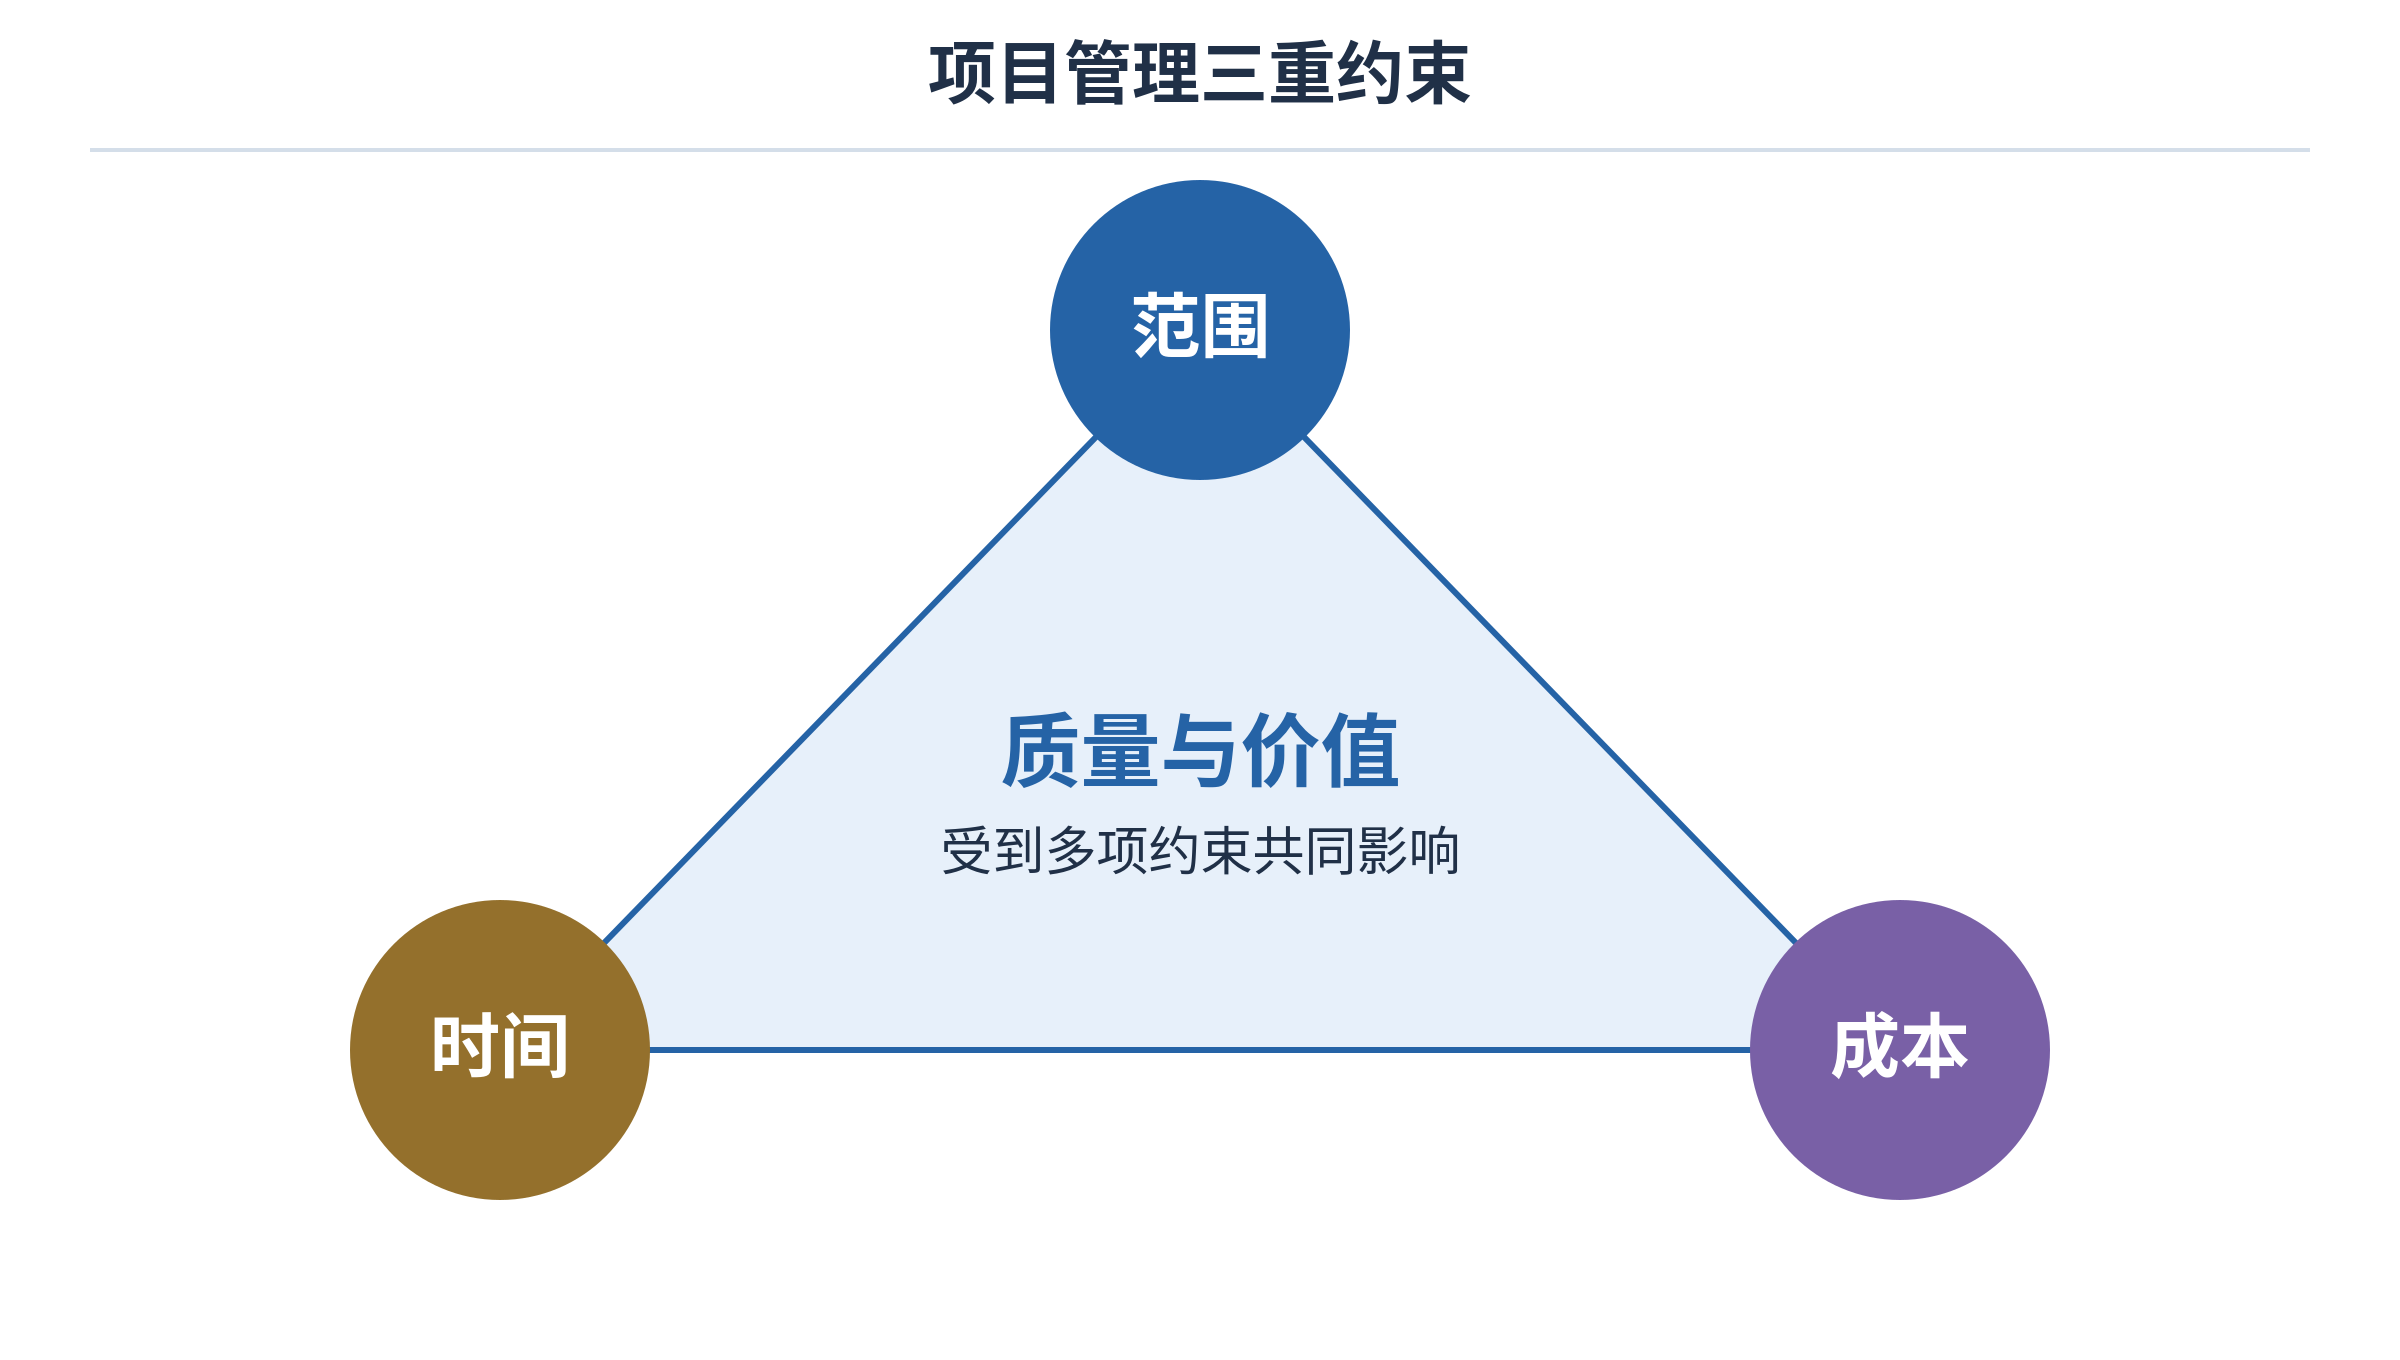 项目管理三重约束
范围
质量与价值
受到多项约束共同影响
时间
成本